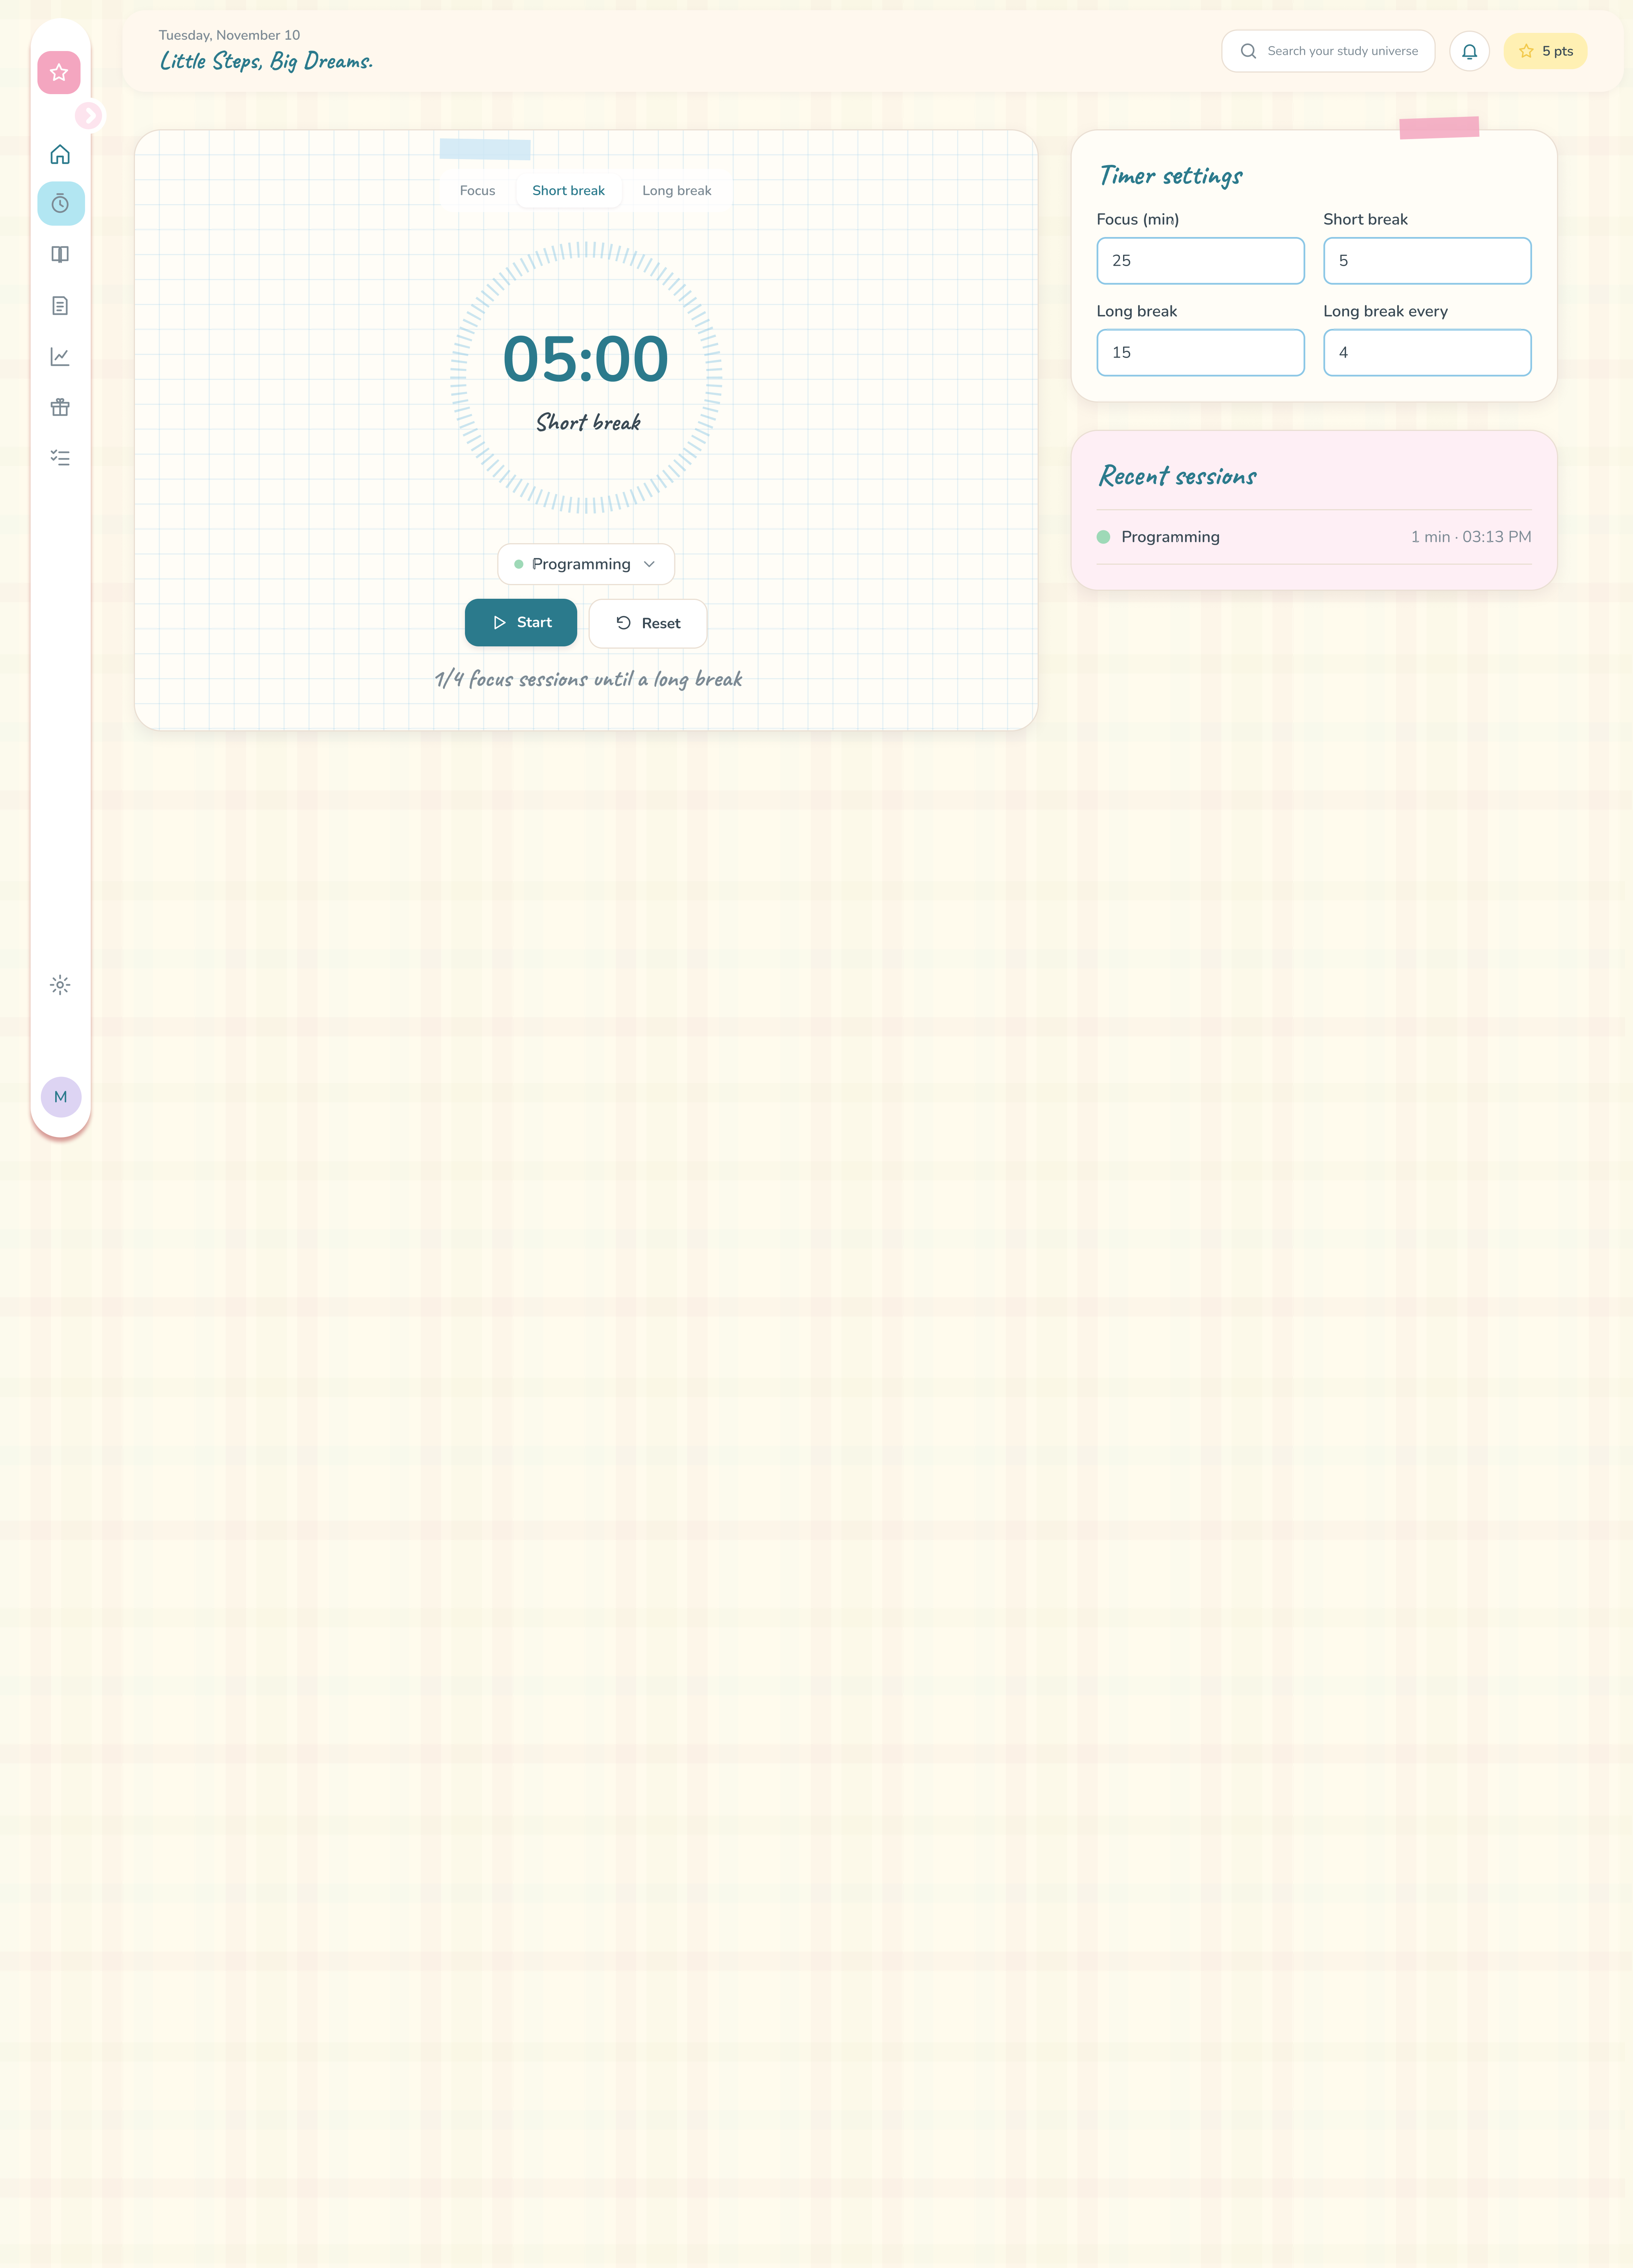 Tuesday, November 10
Little Steps, Big Dreams.
Search your study universe
5 pts
Focus
Short break
Long break
05:00
Short break
Programming
Start
Reset
1/4 focus sessions until a long break
Timer settings
Focus (min)
Short break
25
5
Long break
Long break every
15
4
Recent sessions
Programming
1 min · 03:13 PM
M